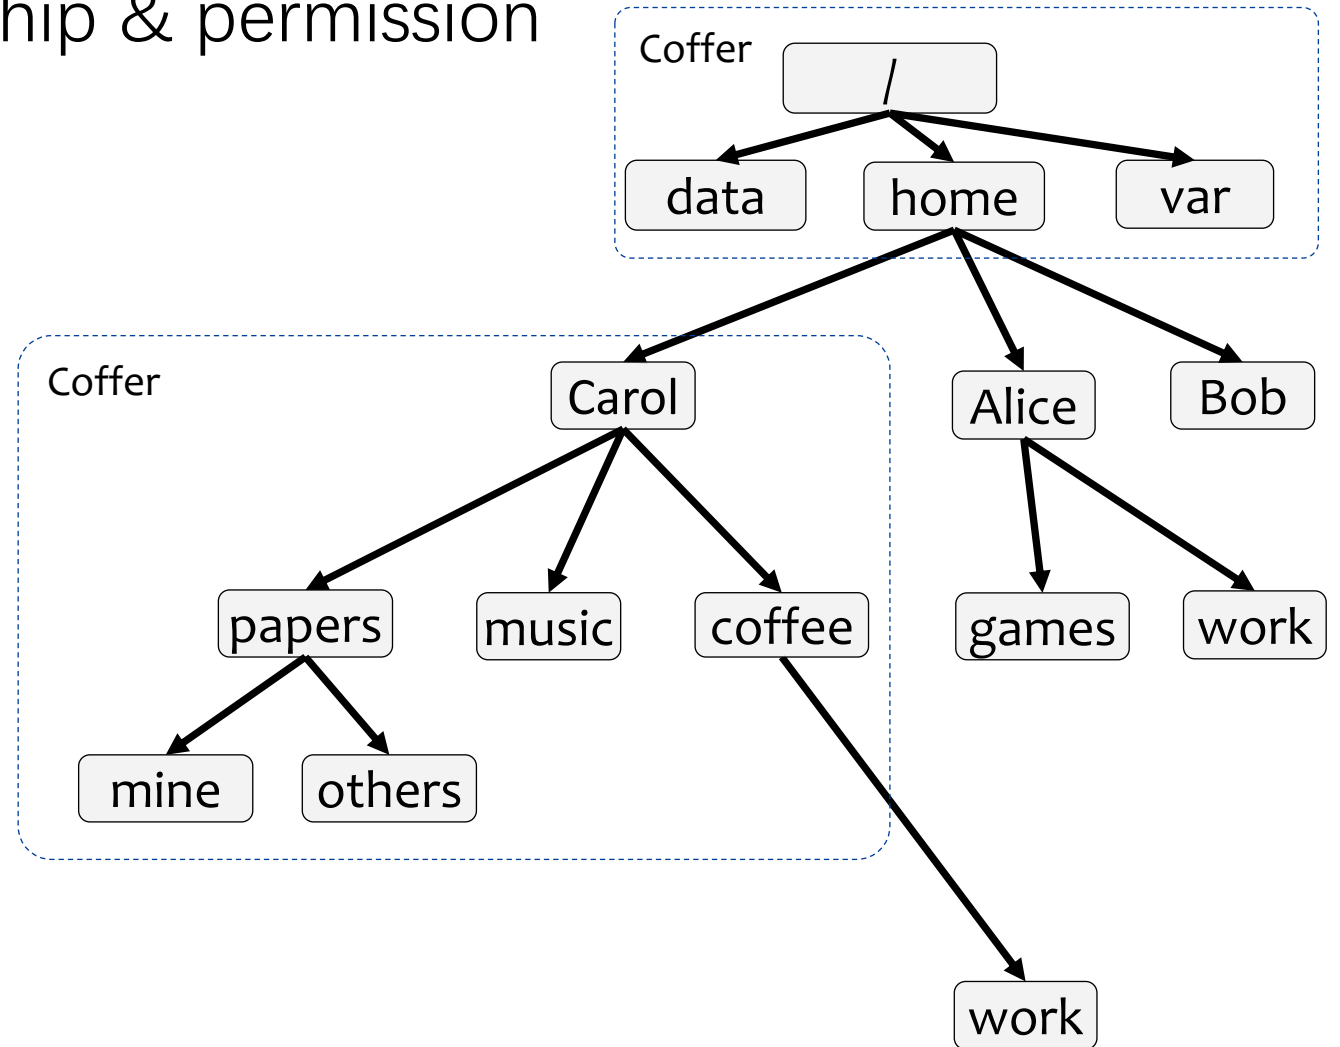 hip & permission
Coffer
/
data
home
var
Coffer
Carol
Alice
Bob
papers
music
coffee
games
work
mine
others
work